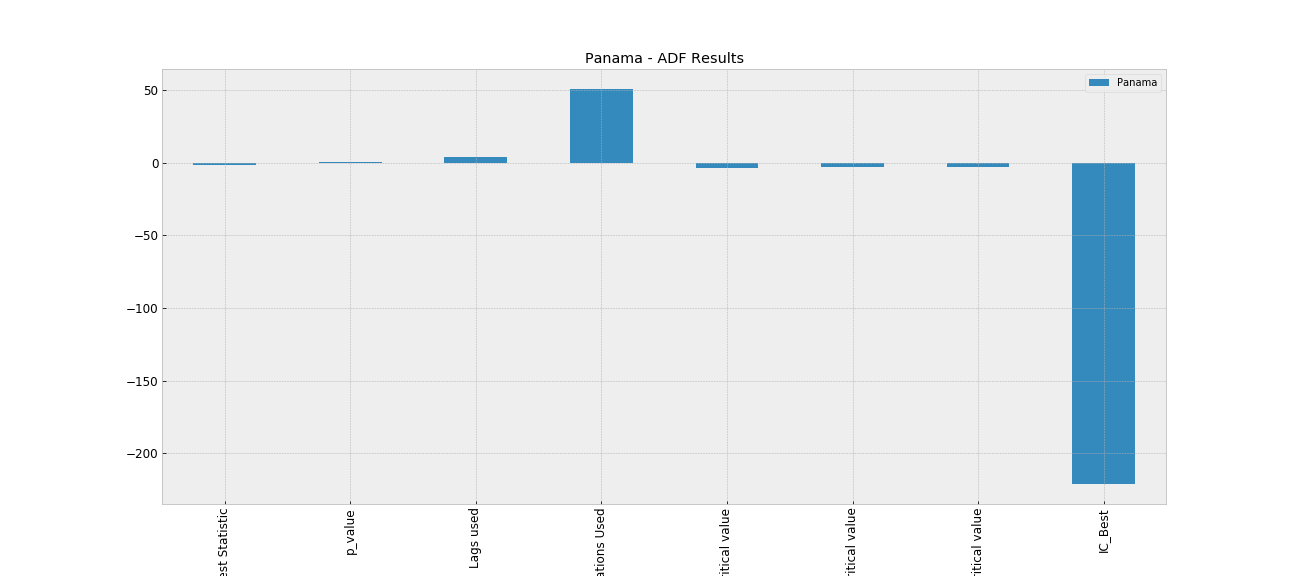 Panama - ADF Results
Panama
50
0
−50
−100
−150
−200
est Statistic
p_value
Lags used
ations Used
ritical value
ritical value
ritical value
IC_Best